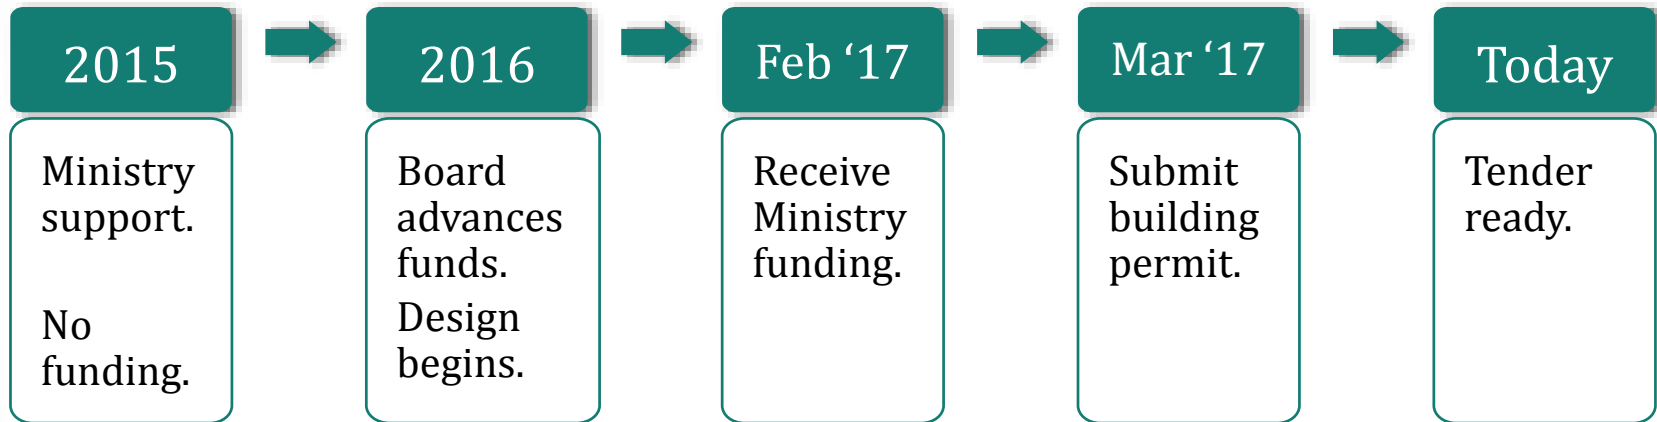 2015
Ministry
support.
No
funding.
2016
Board
advances
funds.
Design
begins.
Feb ‘17
Receive
Ministry
funding.
Mar ‘17
Submit
building
permit.
Today
Tender
ready.